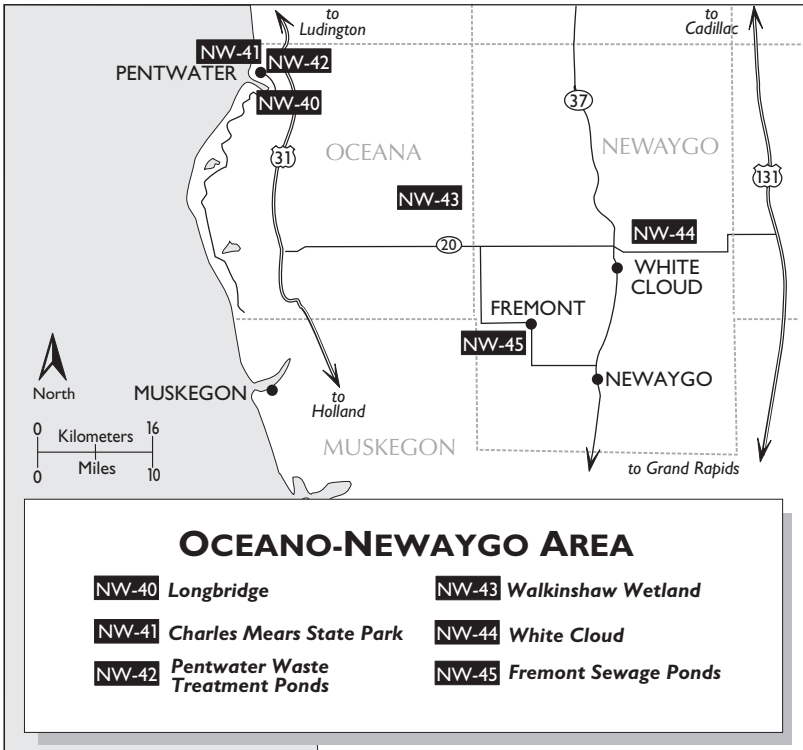 to
Ludington
to
Cadillac
NW-41
NW-42
PENTWATER
NW-40
37
31
OCEANA
NEWAYGO
131
NW-43
20
NW-44
WHITE
CLOUD
FREMONT
NW-45
North
MUSKEGON
to
Holland
NEWAYGO
0
16
Kilometers
Miles
0
10
MUSKEGON
to Grand Rapids
OCEANO-NEWAYGO AREA
NW-40 Longbridge
NW-41 Charles Mears State Park
NW-42 Pentwater Waste
Treatment Ponds
NW-43 Walkinshaw Wetland
NW-44 White Cloud
NW-45 Fremont Sewage Ponds